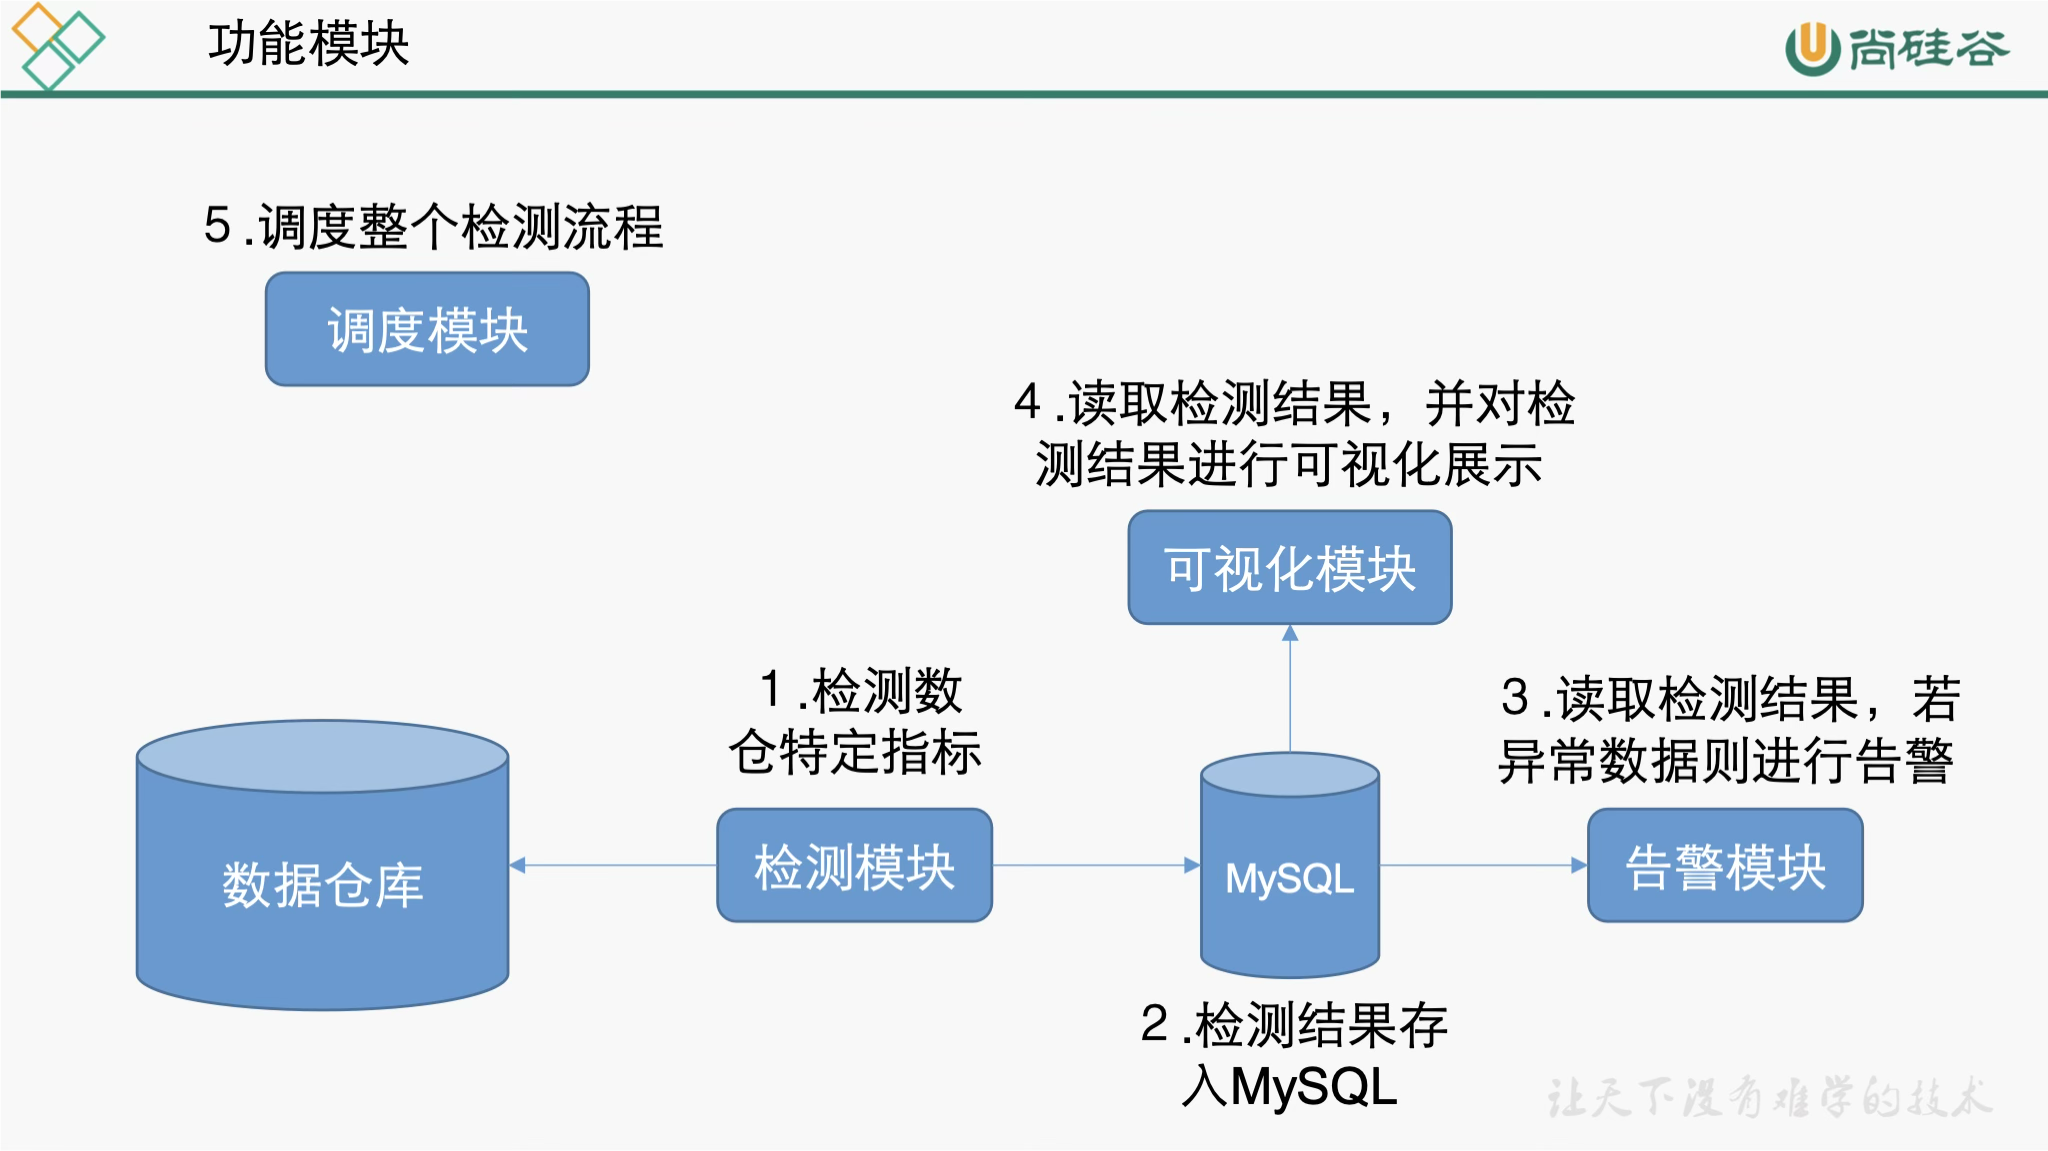 功能模块
尚硅谷
5.调度整个检测流程
调度模块
4.读取检测结果，并对检
测结果进行可视化展示
可视化模块
1.检测数
仓特定指标
3.读取检测结果，若
异常数据则进行告警
数据仓库
检测模块
MySQL
告警模块
2.检测结果存
入MySQL
让天下没有难学的技术